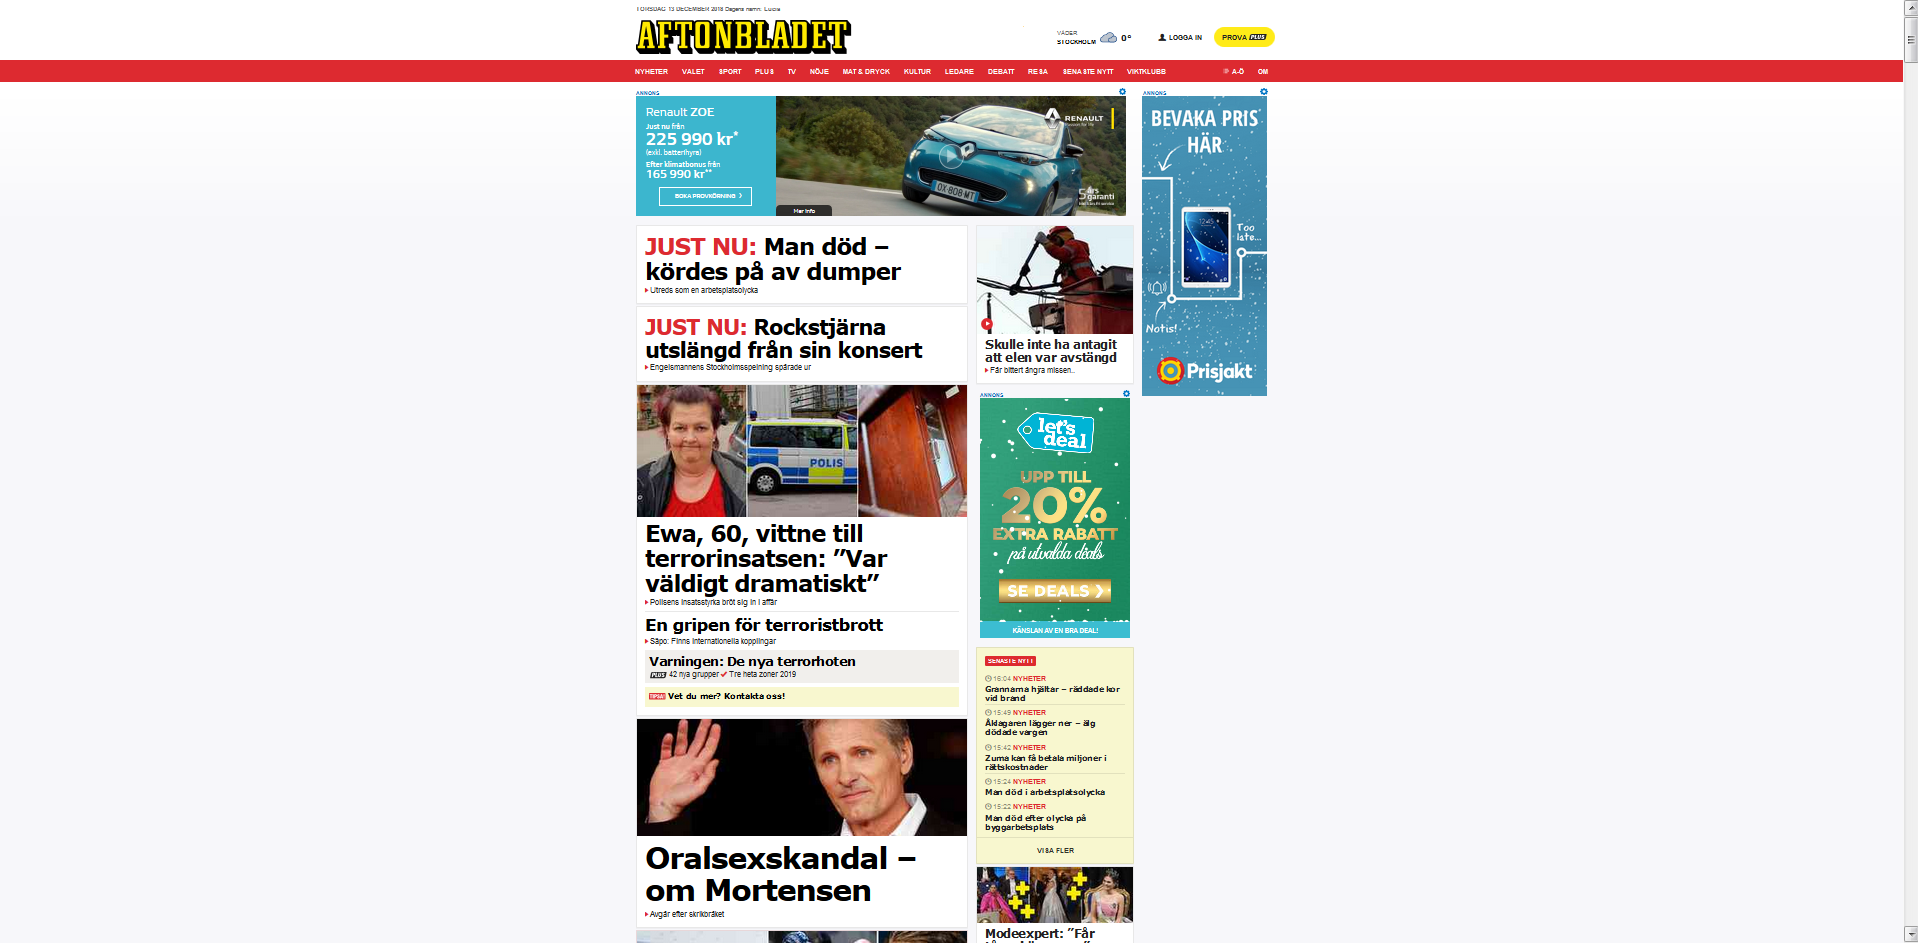 TORSDAG 13 DECEMBER 2018 Dagens namn: Lucia
AFTONBLADET
VÄDER
STOCKHOLM
0°
LOGGA IN
PROVA PLUS
NYHETER VALET SPORT PLUS TV NÖJE MAT & DRYCK KULTUR LEDARE DEBATT RESA SENASTE NYTT VIKTKLUBB A-Ö OM
ANNONS
Renault ZOE
Just nu från
225 990 kr*
(exkl. batterihyra)
Efter klimatbonus från
165 990 kr**
BOKA PROVKÖRNING
Mer info
RENAULT
Passion for life
DX-808-MT
5 års
garanti
ANNONS
BEVAKA PRIS
HÄR
12:45
Too
late...
Notis!
Prisjakt
JUST NU: Man död –
kördes på av dumper
Utreds som en arbetsplatsolycka
JUST NU: Rockstjärna
utslängd från sin konsert
Engelsmannens Stockholmsspelning spårade ur
POLIS
Ewa, 60, vittne till
terrorinsatsen: ”Var
väldigt dramatiskt”
Polisens insatsstyrka bröt sig in i affär
En gripen för terroristbrott
Säpo: Finns internationella kopplingar
Varningen: De nya terrorhoten
PLUS 42 nya grupper Tre heta zoner 2019
TIPSA! Vet du mer? Kontakta oss!
Oralsexskandal –
om Mortensen
Avgår efter skrikbråket
Skulle inte ha antagit
att elen var avstängd
Får bittert ångra missen..
ANNONS
let's
deal
UPP TILL
20%
EXTRA RABATT
på utvalda deals
SE DEALS
KÄNSLAN AV EN BRA DEAL!
SENASTE NYTT
16:04 NYHETER
Grannarna hjältar – räddade kor
vid brand
15:49 NYHETER
Åklagaren lägger ner – älg
dödade vargen
15:42 NYHETER
Zuma kan få betala miljoner i
rättskostnader
15:24 NYHETER
Man död i arbetsplatsolycka
15:22 NYHETER
Man död efter olycka på
byggarbetsplats
VISA FLER
Modeexpert: ”Får